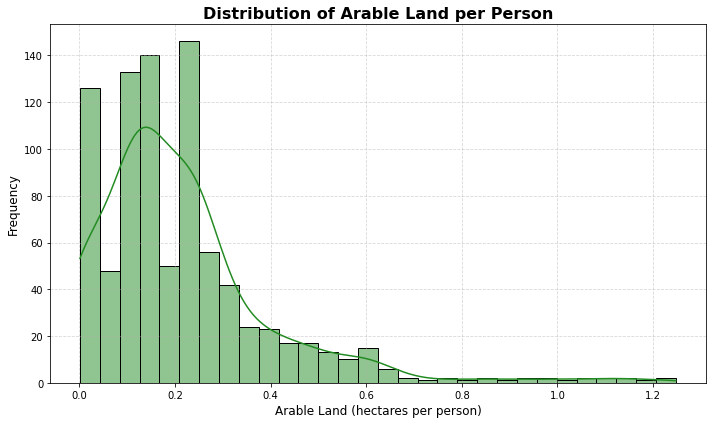 Distribution of Arable Land per Person
Frequency
140
120
100
80
60
40
20
0
0.0 0.2 0.4 0.6 0.8 1.0 1.2
Arable Land (hectares per person)